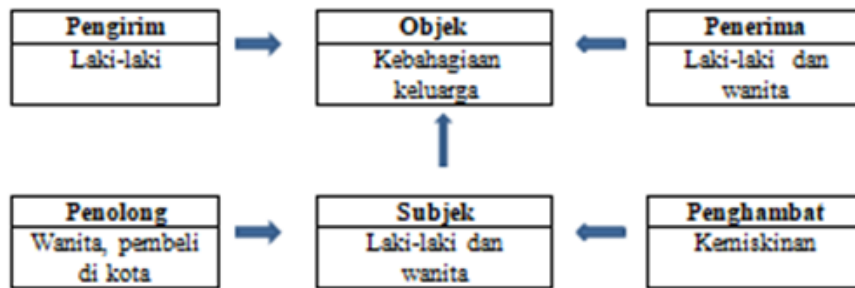 Pengirim
Laki-laki
Objek
Kebahagiaan
keluarga
Penerima
Laki-laki dan
wanita
Penolong
Wanita, pembeli
di kota
Subjek
Laki-laki dan
wanita
Penghambat
Kemiskinan